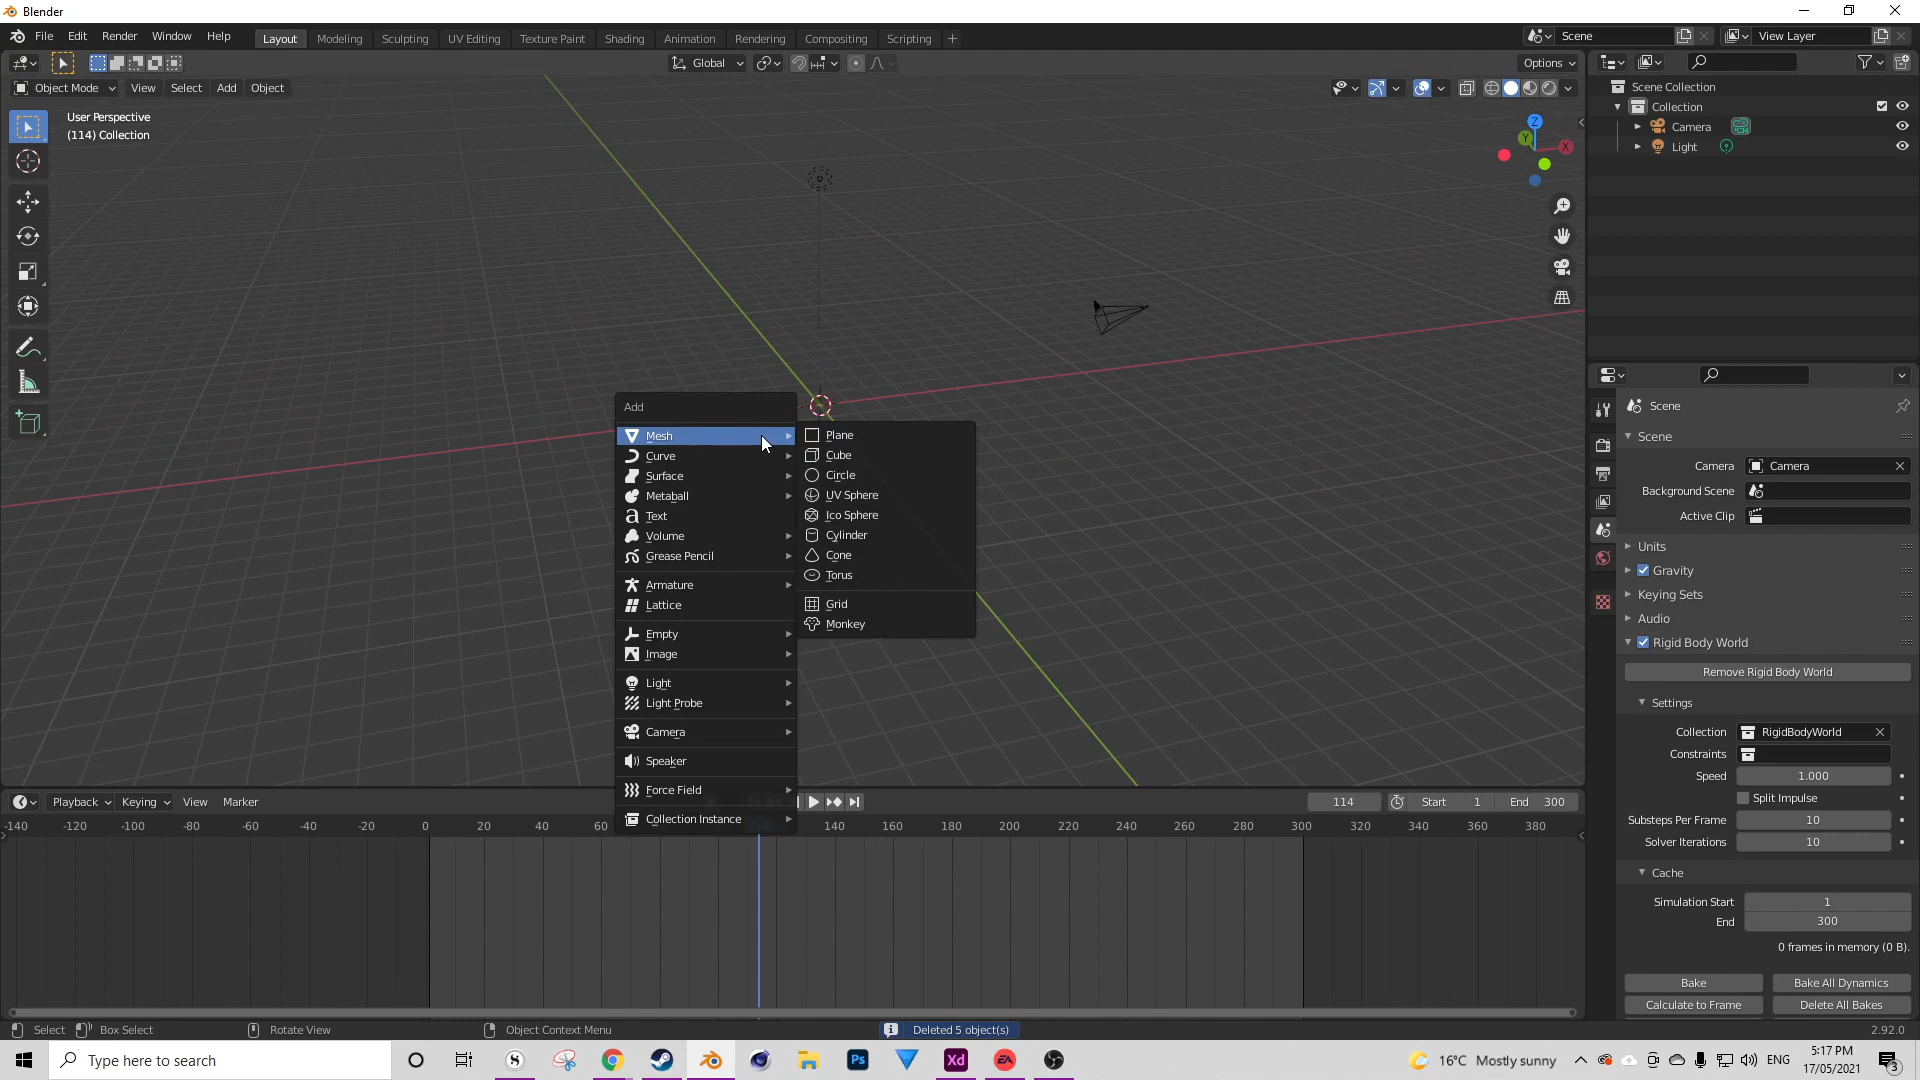 Blender
File Edit Render Window Help Layout Modeling Sculpting UV Editing Texture Paint Shading Animation Rendering Compositing Scripting + Scene View Layer
Global Options
Object Mode View Select Add Object
User Perspective
(114) Collection
Z
Y
X
Scene Collection
Collection
Camera
Light
Add
Mesh
Curve
Surface
Metaball
Text
Volume
Grease Pencil
Armature
Lattice
Empty
Image
Light
Light Probe
Camera
Speaker
Force Field
Collection Instance
Plane
Cube
Circle
UV Sphere
Ico Sphere
Cylinder
Cone
Torus
Grid
Monkey
Scene
Scene
Camera Camera
Background Scene
Active Clip
Units
Gravity
Keying Sets
Audio
Rigid Body World
Remove Rigid Body World
Settings
Collection RigidBodyWorld
Constraints
Speed 1.000
Split Impulse
Substeps Per Frame 10
Solver Iterations 10
Cache
Simulation Start 1
End 300
0 frames in memory (0 B).
Bake Bake All Dynamics
Calculate to Frame Delete All Bakes
Playback Keying View Marker 114 Start 1 End 300
-140 -120 -100 -80 -60 -40 -20 0 20 40 60 140 160 180 200 220 240 260 280 300 320 340 360 380
Select Box Select Rotate View Object Context Menu Deleted 5 object(s) 2.92.0
Type here to search
Ps
Xd
EA
16°C Mostly sunny
ENG
5:17 PM
17/05/2021
3